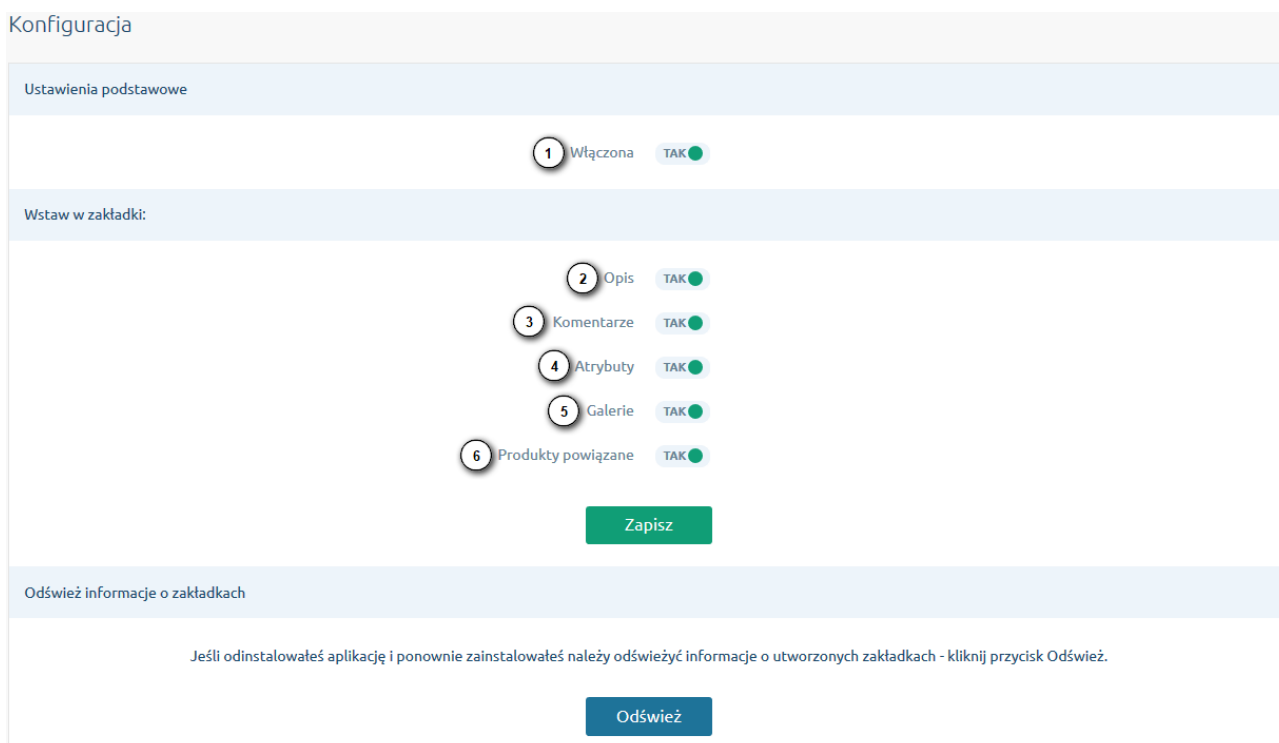 Konfiguracja
Ustawienia podstawowe
1 Włączona TAK
Wstaw w zakładki:
2 Opis TAK
3 Komentarze TAK
4 Atrybuty TAK
5 Galerie TAK
6 Produkty powiązane TAK
Zapisz
Odśwież informacje o zakładkach
Jeśli odinstalowałeś aplikację i ponownie zainstalowałeś należy odświeżyć informacje o utworzonych zakładkach - kliknij przycisk Odśwież.
Odśwież